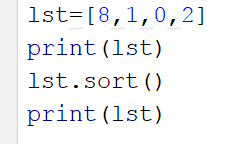 lst=[8,1,0,2]
print(lst)
lst.sort()
print(lst)